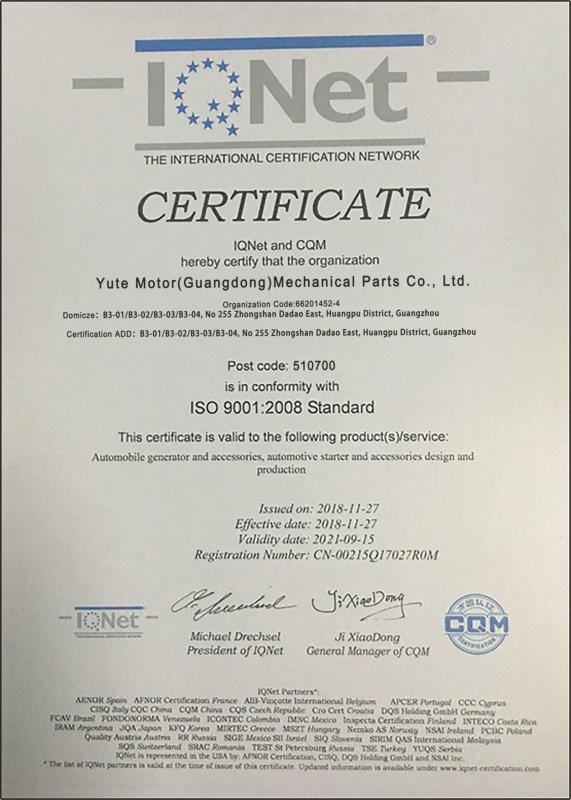 IQNet ®
THE INTERNATIONAL CERTIFICATION NETWORK
CERTIFICATE
IQNet and CQM
hereby certify that the organization
Yute Motor(Guangdong)Mechanical Parts Co., Ltd.
Organization Code:66201452-4
Domicze: B3-01/B3-02/B3-03/B3-04, No 255 Zhongshan Dadao East, Huangpu District, Guangzhou
Certification ADD: B3-01/B3-02/B3-03/B3-04, No 255 Zhongshan Dadao East, Huangpu District, Guangzhou
Post code: 510700
is in conformity with
ISO 9001:2008 Standard
This certificate is valid to the following product(s)/service:
Automobile generator and accessories, automotive starter and accessories design and
production
Issued on: 2018-11-27
Effective date: 2018-11-27
Validity date: 2021-09-15
Registration Number: CN-00215Q17027R0M
IQNet
THE INTERNATIONAL CERTIFICATION NETWORK
Ji XiaoDong
Michael Drechsel
President of IQNet
Ji XiaoDong
General Manager of CQM
方圆认证
CQM
CERTIFICATION
IQNet Partners*:
AENOR Spain AFNOR Certification France AIB-Vinçotte International Belgium APCER Portugal CCC Cyprus
CISQ Italy CQC China CQM China CQS Czech Republic Cro Cert Croatia DQS Holding GmbH Germany
FCAV Brazil FONDONORMA Venezuela ICONTEC Colombia IMNC Mexico Inspecta Certification Finland INTECO Costa Rica
IRAM Argentina JQA Japan KFQ Korea MIRTEC Greece MSZT Hungary Nemko AS Norway NSAI Ireland PCBC Poland
Quality Austria Austria RR Russia SIGE Mexico SII Israel SIQ Slovenia SIRIM QAS International Malaysia
SQS Switzerland SRAC Romania TEST St Petersburg Russia TSE Turkey YUQS Serbia
IQNet is represented in the USA by: AFNOR Certification, CISQ, DQS Holding GmbH and NSAI Inc.
* The list of IQNet partners is valid at the time of issue of this certificate. Updated information is available under www.iqnet-certification.com